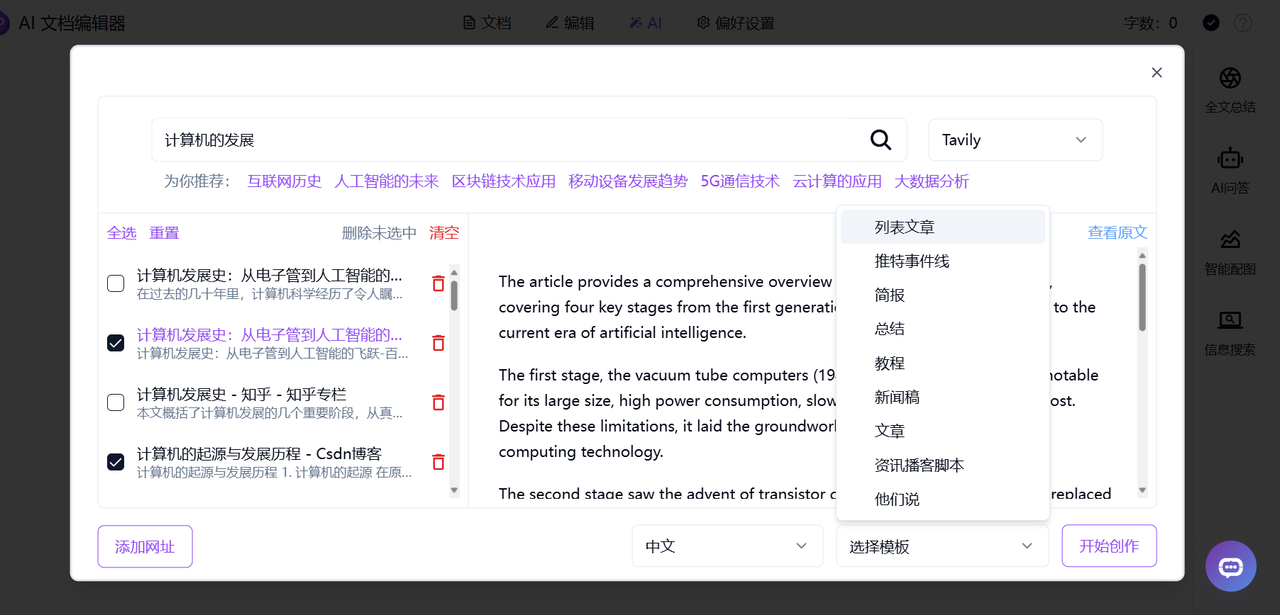 AI 文档编辑器
文档
编辑
AI
偏好设置
字数: 0
计算机的发展
Tavily
为你推荐: 互联网历史 人工智能的未来 区块链技术应用 移动设备发展趋势 5G通信技术 云计算的应用 大数据分析
全选 重置 删除未选中 清空
计算机发展史：从电子管到人工智能的...
在过去的几十年里，计算机科学经历了令人瞩...
计算机发展史：从电子管到人工智能的...
计算机发展史：从电子管到人工智能的飞跃-百...
计算机发展史 - 知乎 - 知乎专栏
本文概括了计算机发展的几个重要阶段，从真...
计算机的起源与发展历程 - Csdn博客
计算机的起源与发展历程 1. 计算机的起源 在原...
查看原文
The article provides a comprehensive overview
covering four key stages from the first to the
current era of artificial intelligence.
The first stage, the vacuum tube computers notable
for its large size, high power consumption,
Despite these limitations, it laid the
computing technology.
The second stage saw the advent of transistor replaced
列表文章
推特事件线
简报
总结
教程
新闻稿
文章
资讯播客脚本
他们说
添加网址
中文
选择模板
开始创作
全文总结
AI问答
智能配图
信息搜索